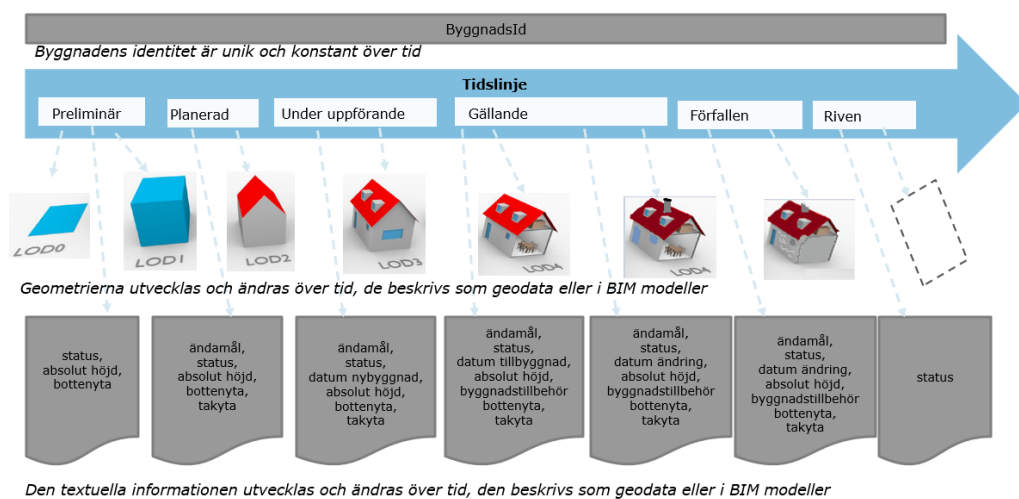 ByggnadsId
Byggnadens identitet är unik och konstant över tid
Tidslinje
Preliminär
Planerad
Under uppförande
Gällande
Förfallen
Riven
LOD0
LOD1
LOD2
LOD3
LOD4
LOD4
Geometrierna utvecklas och ändras över tid, de beskrivs som geodata eller i BIM modeller
status,
absolut höjd,
bottenyta
ändamål,
status,
absolut höjd,
bottenyta,
takyta
ändamål,
status,
datum nybyggnad,
absolut höjd,
bottenyta,
takyta
ändamål,
status,
datum tillbyggnad,
absolut höjd,
byggnadstillbehör
bottenyta,
takyta
ändamål,
status,
datum ändring,
absolut höjd,
byggnadstillbehör
bottenyta,
takyta
ändamål,
status,
datum ändring,
absolut höjd,
byggnadstillbehör
bottenyta,
takyta
status
Den textuella informationen utvecklas och ändras över tid, den beskrivs som geodata eller i BIM modeller